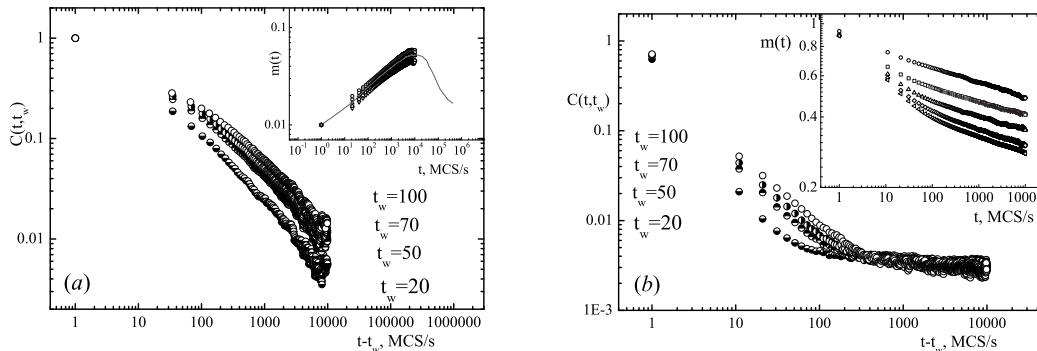 1
0.1
0.01
C(t,t_w)
1
10
100
1000
10000
100000
1000000
t-t_w, MCS/s
(a)
t_w=100
t_w=70
t_w=50
t_w=20
0.1
0.01
m(t)
10^0
10^1
10^2
10^3
10^4
10^5
10^6
t, MCS/s
1
0.1
0.01
1E-3
C(t,t_w)
1
10
100
1000
10000
100000
t-t_w, MCS/s
(b)
t_w=100
t_w=70
t_w=50
t_w=20
m(t)
1
0.8
0.6
0.4
0.2
1
10
100
1000
10000
t, MCS/s